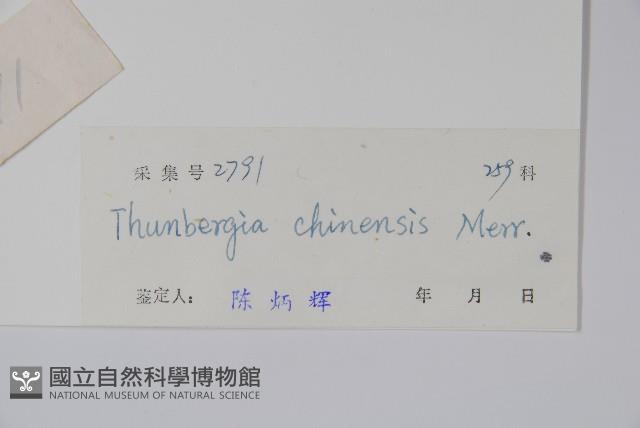 采集号 2791 259 科
Thunbergia chinensis Merr.
鉴定人: 陈炳辉 年 月 日
國立自然科學博物館
NATIONAL MUSEUM OF NATURAL SCIENCE